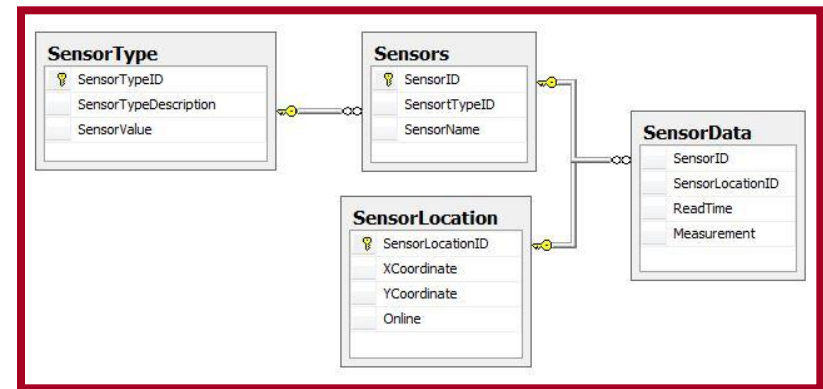 SensorType
SensorTypeID
SensorTypeDescription
SensorValue
Sensors
SensorID
SensortTypeID
SensorName
SensorLocation
SensorLocationID
XCoordinate
YCoordinate
Online
SensorData
SensorID
SensorLocationID
ReadTime
Measurement